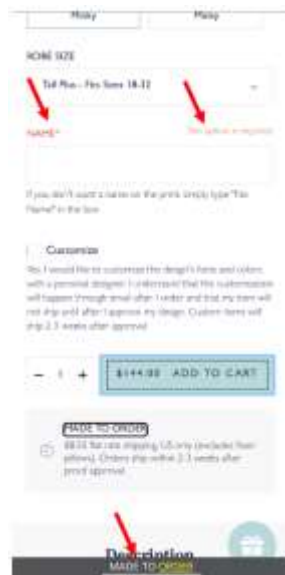 Missy Missy
ROBE SIZE
Tall Plus - Fits Sizes 18-32
NAME*
This option is required
If you don't want a name on the print simply type "No
Name" in the box
Customize
Yes I would like to customize the design's fonts and colors
with a personal designer. I understand that this customization
will happen through email after I order and that my item will
not ship until after I approve my design. Custom items will
ship 2-3 weeks after approval
− 1 + $144.00 ADD TO CART
MADE TO ORDER
$8.55 flat rate shipping US only (excludes
pillows). Orders ship within 2-3 weeks after
proof approval
Description
MADE TO ORDER